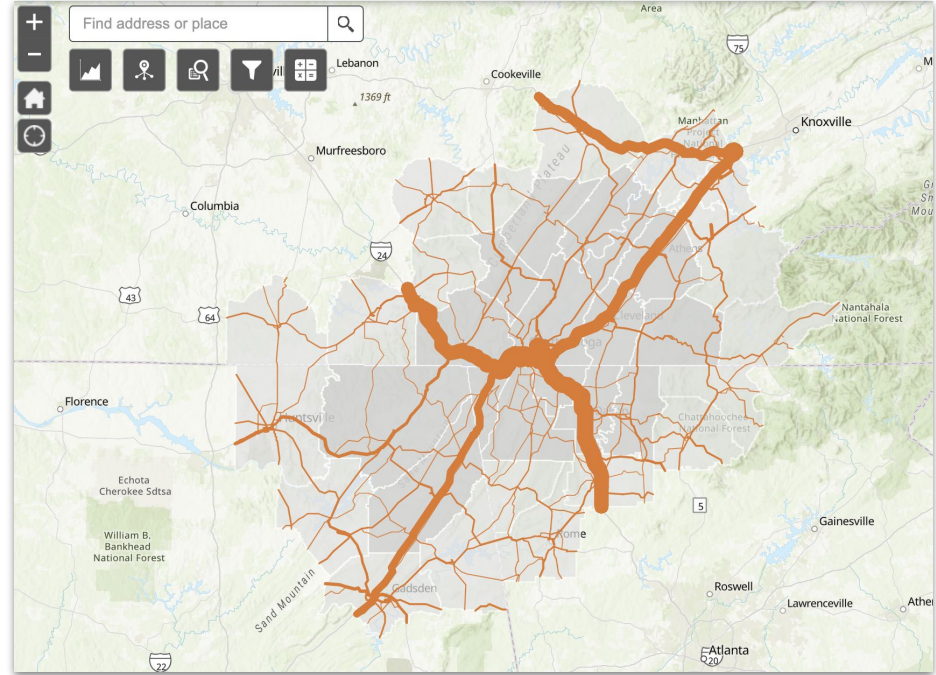 Area
+
Find address or place
75
−
Lebanon
Cookeville
1369 ft
Manhattan
Project
National
Knoxville
Murfreesboro
Plateau
Columbia
24
Athens
43
64
Nantahala
National Forest
Cleveland
Florence
Huntsville
Chattahoochee
National Forest
Echota
Cherokee Sdtsa
5
Gainesville
William B.
Bankhead
National Forest
Rome
Sand Mountain
Gadsden
Roswell
Lawrenceville
Athe
Atlanta
20
22